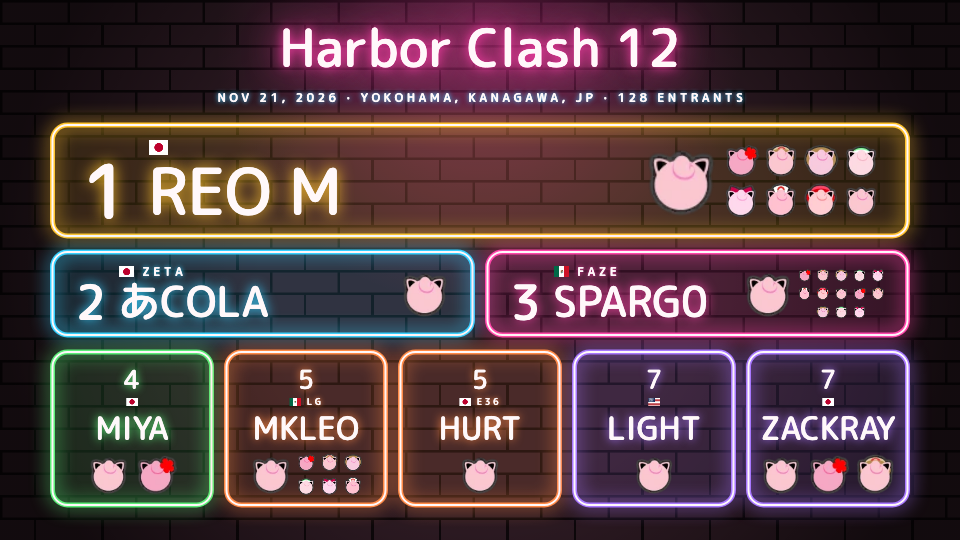 Harbor Clash 12
NOV 21, 2026 · YOKOHAMA, KANAGAWA, JP · 128 ENTRANTS
1 REO M
ZETA
2 あCOLA
FAZE
3 SPARGO
4
MIYA
5
LG
MKLEO
5
E36
HURT
7
LIGHT
7
ZACKRAY